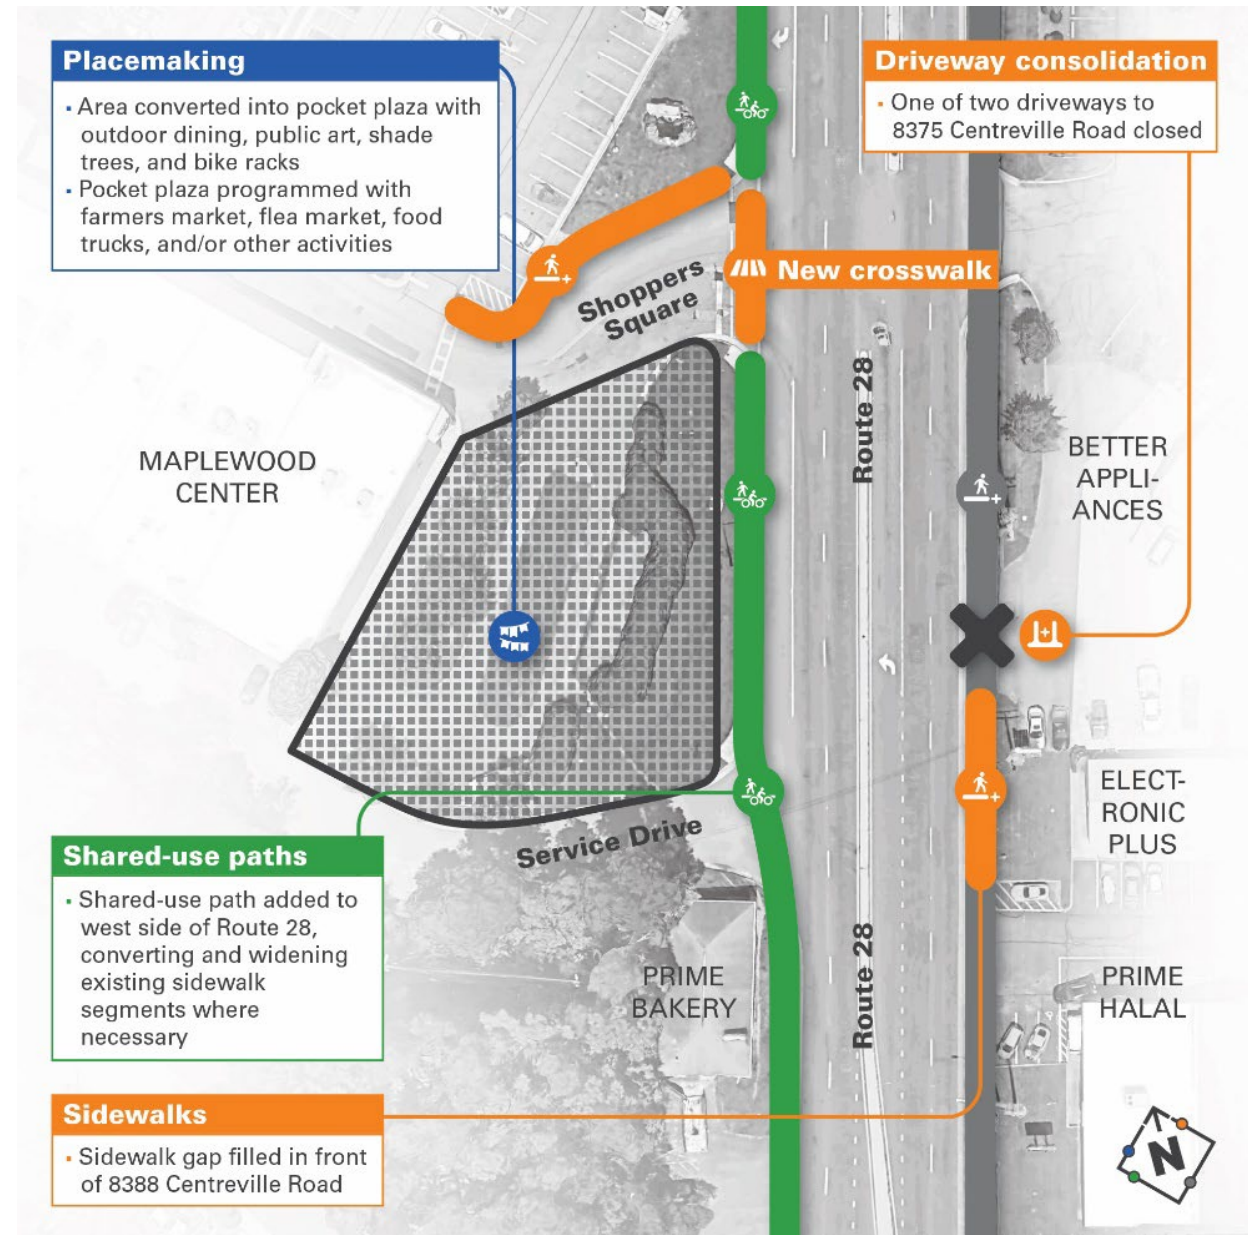 Placemaking
▪ Area converted into pocket plaza with
outdoor dining, public art, shade
trees, and bike racks
▪ Pocket plaza programmed with
farmers market, flea market, food
trucks, and/or other activities
Driveway consolidation
▪ One of two driveways to
8375 Centreville Road closed
New crosswalk
Shoppers
Square
Route 28
MAPLEWOOD
CENTER
BETTER
APPLI-
ANCES
ELECT-
RONIC
PLUS
Service Drive
Shared-use paths
▪ Shared-use path added to
west side of Route 28,
converting and widening
existing sidewalk
segments where
necessary
PRIME
BAKERY
Route 28
PRIME
HALAL
Sidewalks
▪ Sidewalk gap filled in front
of 8388 Centreville Road
N